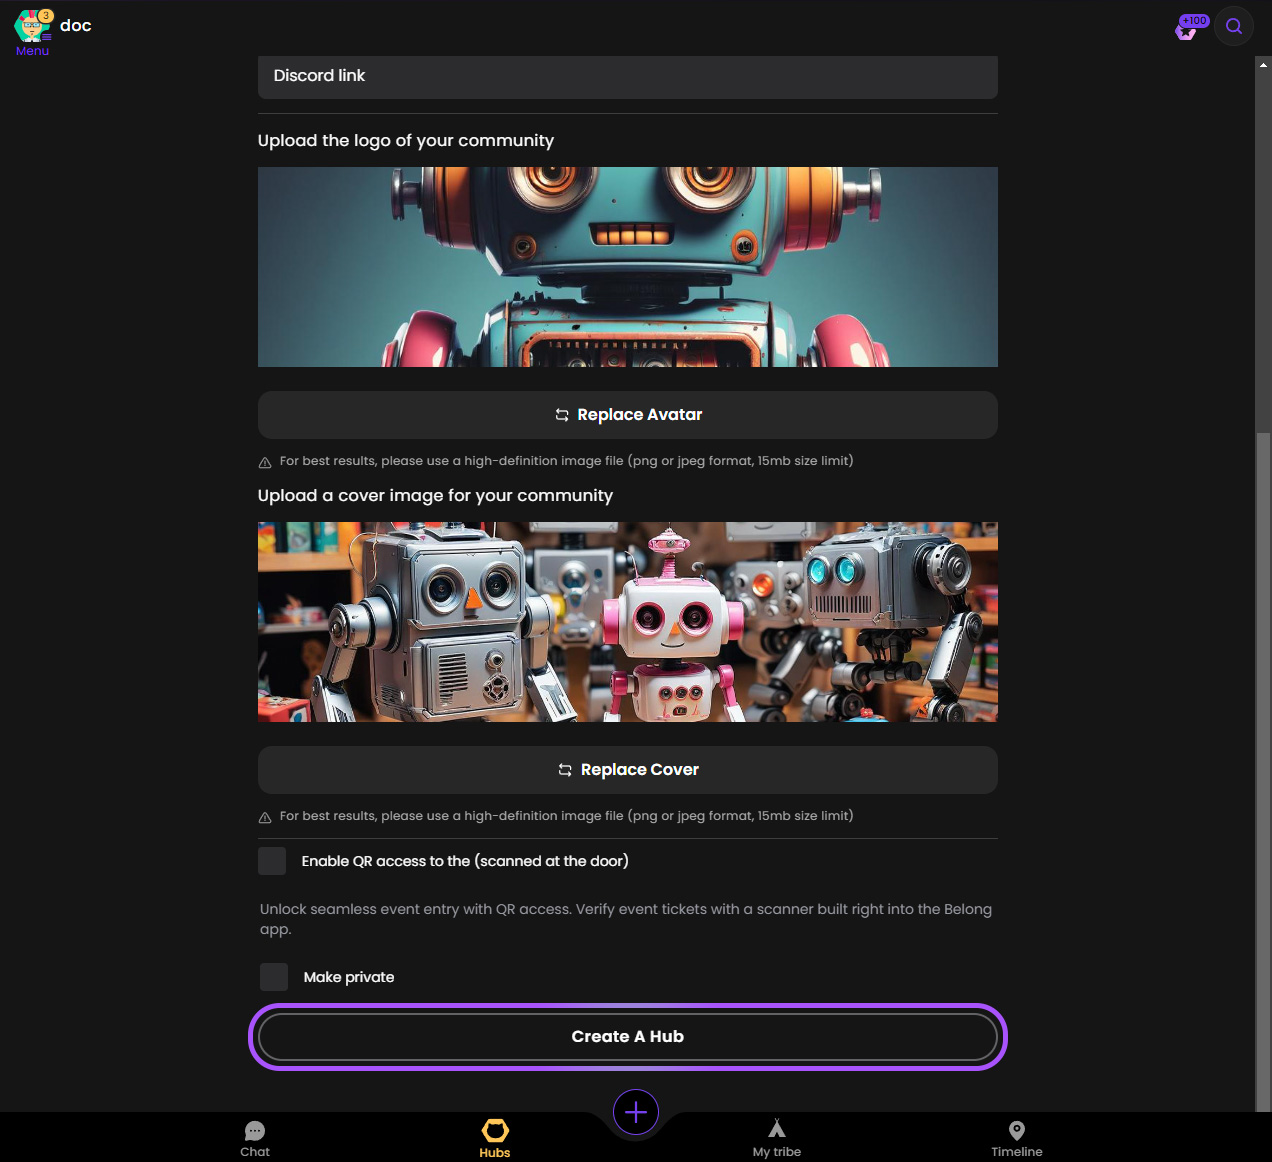 3
doc
Menu
+100
Discord link
Upload the logo of your community
Replace Avatar
For best results, please use a high-definition image file (png or jpeg format, 15mb size limit)
Upload a cover image for your community
Replace Cover
For best results, please use a high-definition image file (png or jpeg format, 15mb size limit)
Enable QR access to the (scanned at the door)
Unlock seamless event entry with QR access. Verify event tickets with a scanner built right into the Belong
app.
Make private
Create A Hub
Chat
Hubs
My tribe
Timeline